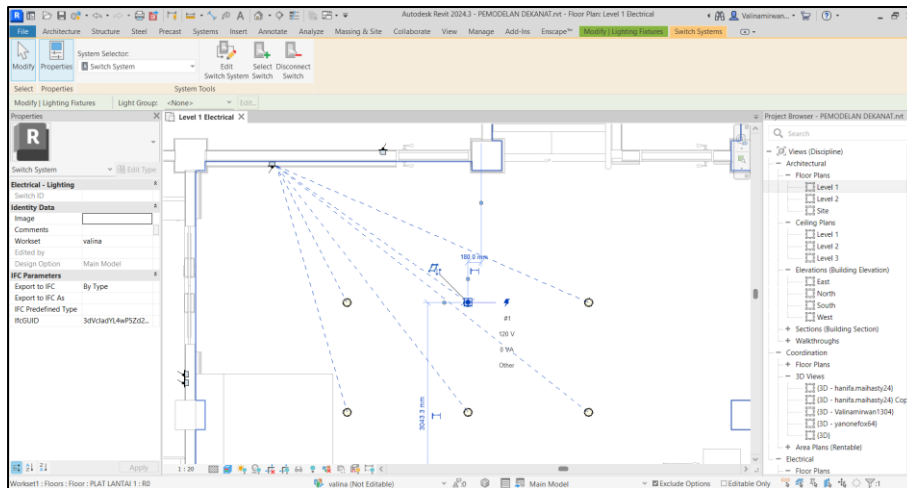 Autodesk Revit 2024.3 - PEMODELAN DEKANAT.rvt - Floor Plan: Level 1 Electrical
Valinamirwan...
File Architecture Structure Steel Precast Systems Insert Annotate Analyze Massing & Site Collaborate View Manage Add-Ins Enscape™ Modify | Lighting Fixtures Switch Systems
Modify Properties System Selector: Switch System Edit Switch System Select Switch Disconnect Switch
Select Properties System Tools
Modify | Lighting Fixtures Light Group: <None> Edit...
Properties
Level 1 Electrical
R
Switch System Edit Type
Electrical - Lighting
Switch ID
Identity Data
Image
Comments
Workset valina
Edited by
Design Option Main Model
IFC Parameters
Export to IFC By Type
Export to IFC As
IFC Predefined Type
IfcGUID 3dVcIadYL4wP5Zd2...
Apply
180.0 mm
#1
120 V
0 VA
Other
3043.3 mm
1 : 20
Project Browser - PEMODELAN DEKANAT.rvt
Search
Views (Discipline)
Architectural
Floor Plans
Level 1
Level 2
Site
Ceiling Plans
Level 1
Level 2
Level 3
Elevations (Building Elevation)
East
North
South
West
Sections (Building Section)
Walkthroughs
Coordination
Floor Plans
3D Views
(3D - hanifa.maihasty24)
(3D - hanifa.maihasty24) Cop
(3D - Valinamirwan1304)
(3D - yanonefox64)
{3D}
Area Plans (Rentable)
Electrical
Floor Plans
Workset1 : Floors : Floor : PLAT LANTAI 1 : R0
valina (Not Editable)
:0
Main Model
Exclude Options
Editable Only
:1